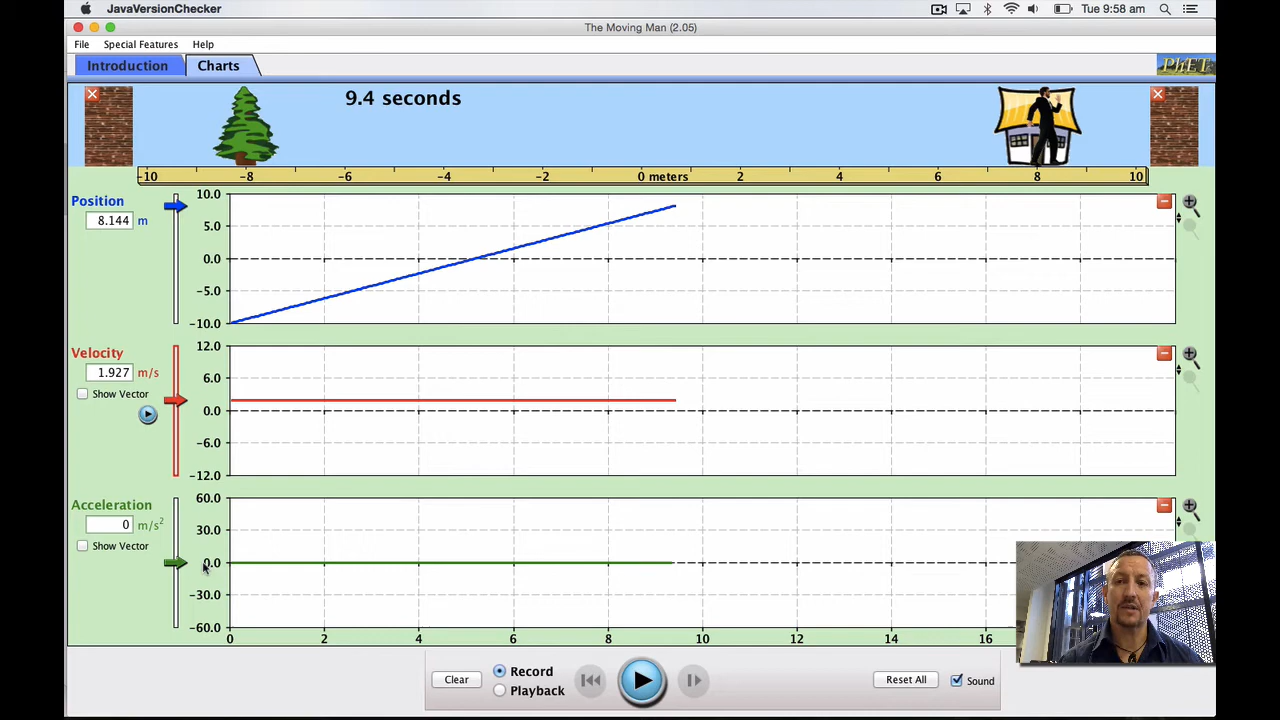 JavaVersionChecker
Tue 9:58 am
The Moving Man (2.05)
File Special Features Help
Introduction Charts
PhET
9.4 seconds
-10 -8 -6 -4 -2 0 meters 2 4 6 8 10
Position
8.144 m
10.0
5.0
0.0
-5.0
-10.0
Velocity
1.927 m/s
Show Vector
12.0
6.0
0.0
-6.0
-12.0
Acceleration
0 m/s²
Show Vector
60.0
30.0
0.0
-30.0
-60.0
0 2 4 6 8 10 12 14 16
Clear
Record
Playback
Reset All
Sound